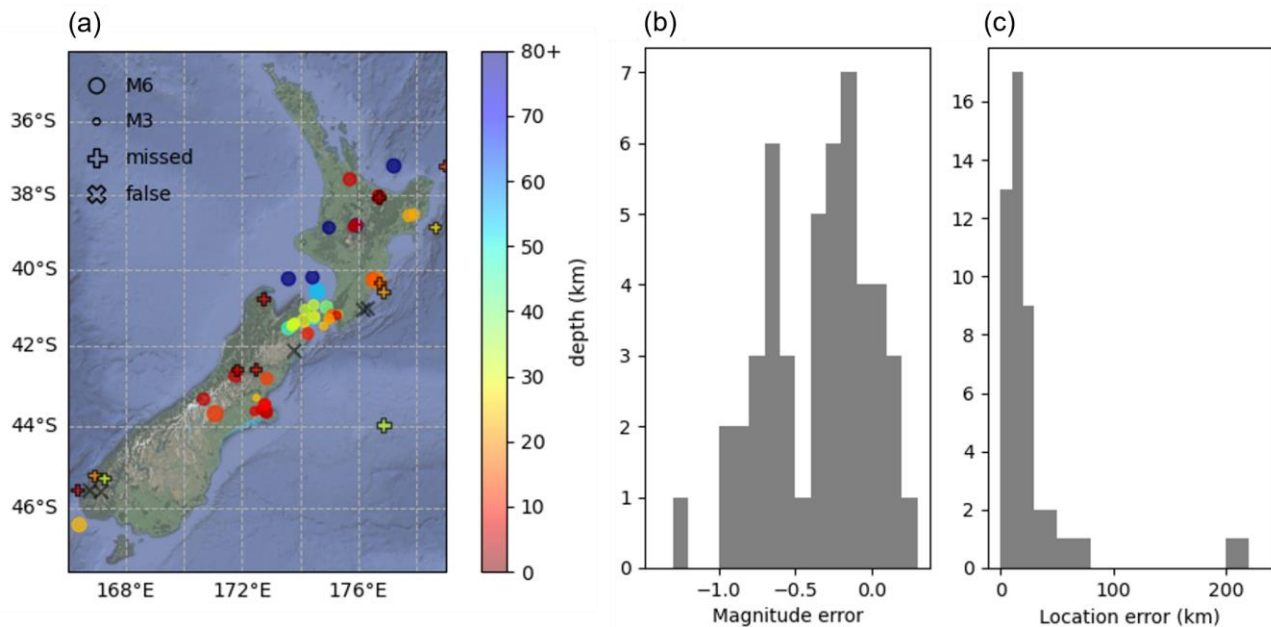 (a)
M6
M3
missed
false
36°S
38°S
40°S
42°S
44°S
46°S
168°E
172°E
176°E
80+
70
60
50
40
30
20
10
0
depth (km)
(b)
7
6
5
4
3
2
1
0
−1.0
−0.5
0.0
Magnitude error
(c)
16
14
12
10
8
6
4
2
0
0
100
200
Location error (km)